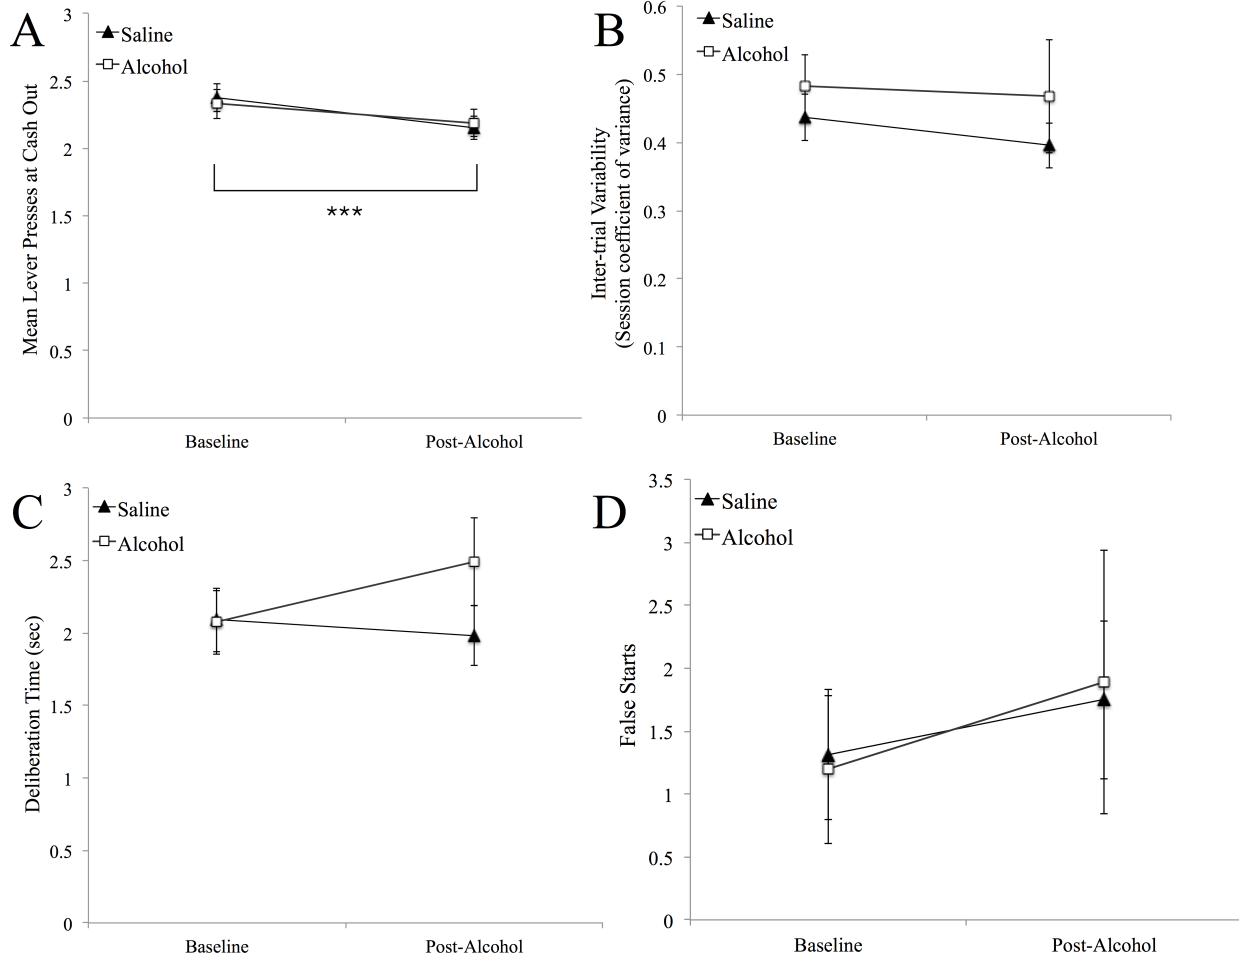 A
Saline
Alcohol
Mean Lever Presses at Cash Out
3
2.5
2
1.5
1
0.5
0
***
Baseline
Post-Alcohol
B
Saline
Alcohol
Inter-trial Variability
(Session coefficient of variance)
0.6
0.5
0.4
0.3
0.2
0.1
0
Baseline
Post-Alcohol
C
Saline
Alcohol
Deliberation Time (sec)
3
2.5
2
1.5
1
0.5
0
Baseline
Post-Alcohol
D
Saline
Alcohol
False Starts
3.5
3
2.5
2
1.5
1
0.5
0
Baseline
Post-Alcohol